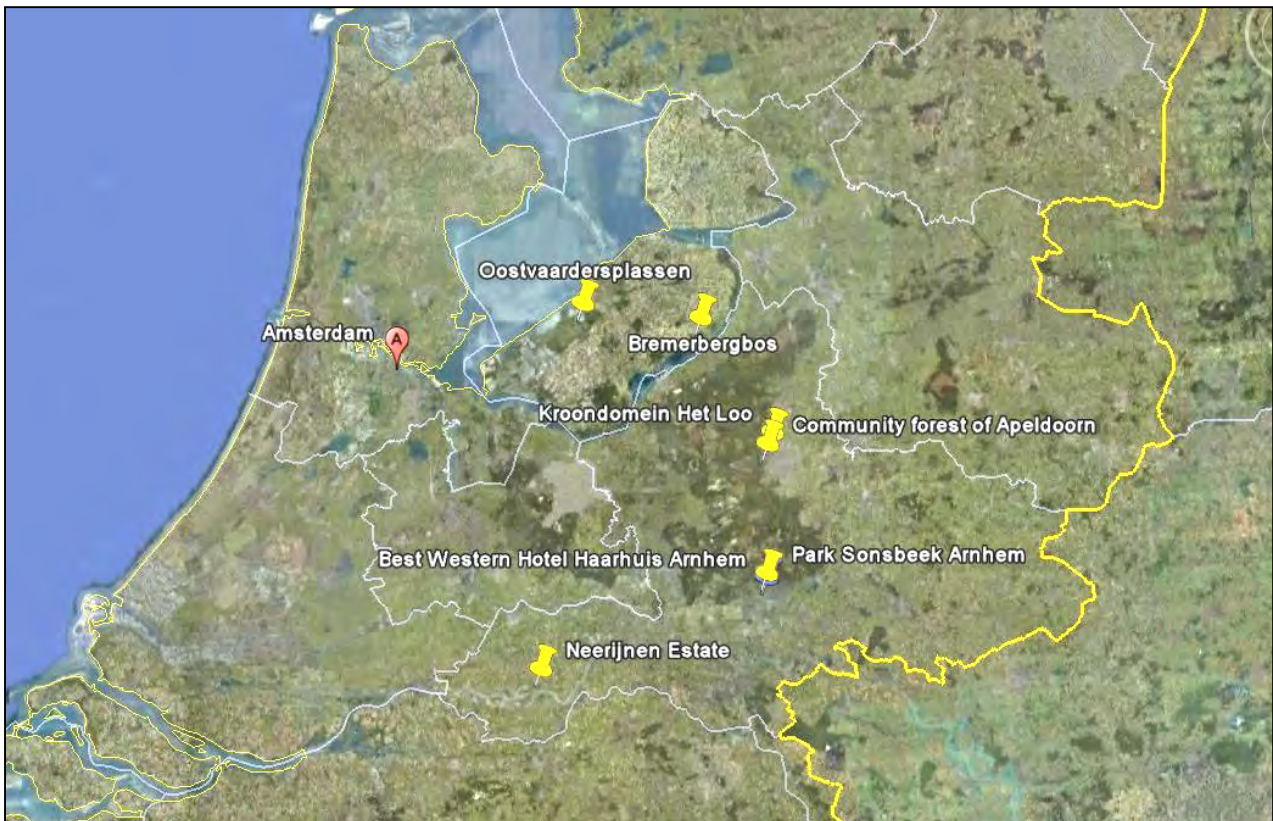 Oostvaardersplassen
Amsterdam
A
Bremerbergbos
Kroondomein Het Loo
Community forest of Apeldoorn
Best Western Hotel Haarhuis Arnhem
Park Sonsbeek Arnhem
Neerijnen Estate